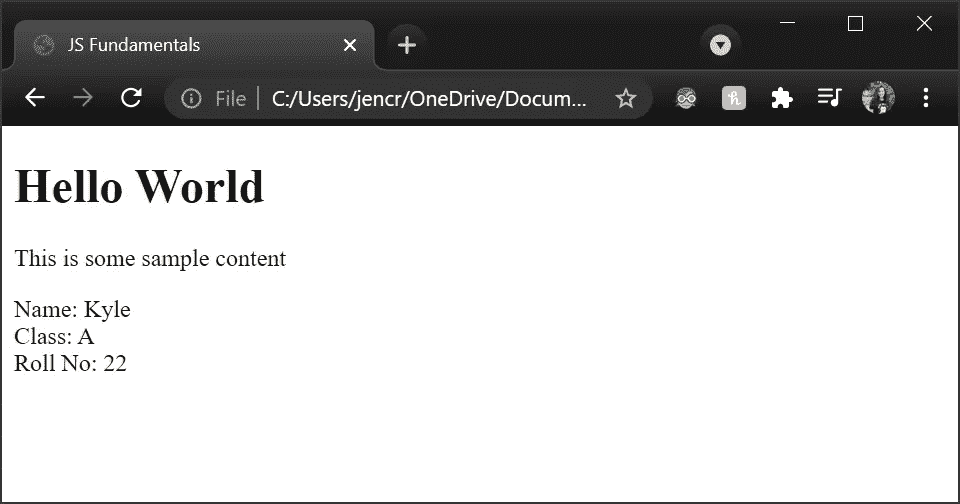 JS Fundamentals
File | C:/Users/jencr/OneDrive/Docum...
Hello World
This is some sample content
Name: Kyle
Class: A
Roll No: 22